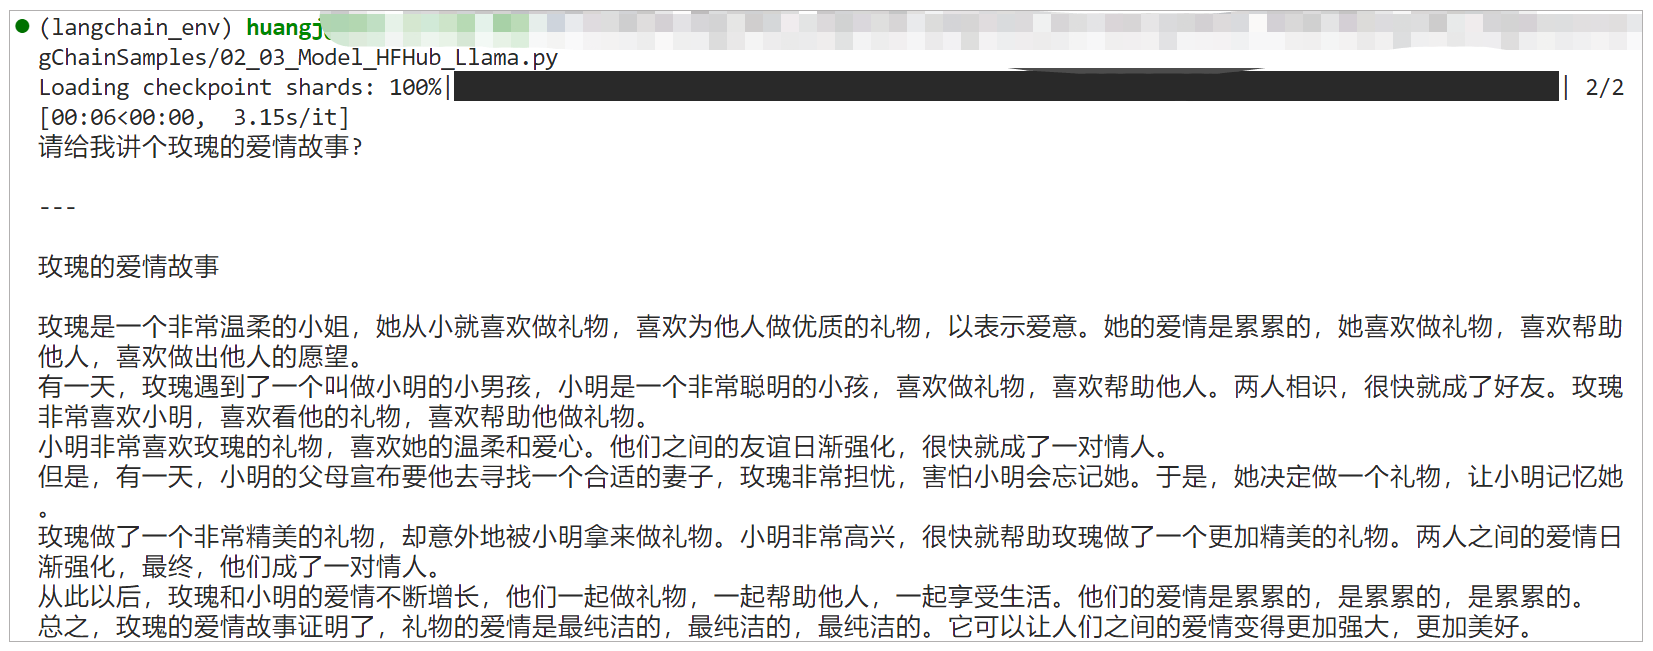 (langchain_env) huangj
gChainSamples/02_03_Model_HFHub_Llama.py
Loading checkpoint shards: 100%| | 2/2
[00:06<00:00,  3.15s/it]
请给我讲个玫瑰的爱情故事?
---
玫瑰的爱情故事
玫瑰是一个非常温柔的小姐，她从小就喜欢做礼物，喜欢为他人做优质的礼物，以表示爱意。她的爱情是累累的，她喜欢做礼物，喜欢帮助
他人，喜欢做出他人的愿望。
有一天，玫瑰遇到了一个叫做小明的小男孩，小明是一个非常聪明的小孩，喜欢做礼物，喜欢帮助他人。两人相识，很快就成了好友。玫瑰
非常喜欢小明，喜欢看他的礼物，喜欢帮助他做礼物。
小明非常喜欢玫瑰的礼物，喜欢她的温柔和爱心。他们之间的友谊日渐强化，很快就成了一对情人。
但是，有一天，小明的父母宣布要他去寻找一个合适的妻子，玫瑰非常担忧，害怕小明会忘记她。于是，她决定做一个礼物，让小明记忆她
。
玫瑰做了一个非常精美的礼物，却意外地被小明拿来做礼物。小明非常高兴，很快就帮助玫瑰做了一个更加精美的礼物。两人之间的爱情日
渐强化，最终，他们成了一对情人。
从此以后，玫瑰和小明的爱情不断增长，他们一起做礼物，一起帮助他人，一起享受生活。他们的爱情是累累的，是累累的，是累累的。
总之，玫瑰的爱情故事证明了，礼物的爱情是最纯洁的，最纯洁的，最纯洁的。它可以让人们之间的爱情变得更加强大，更加美好。